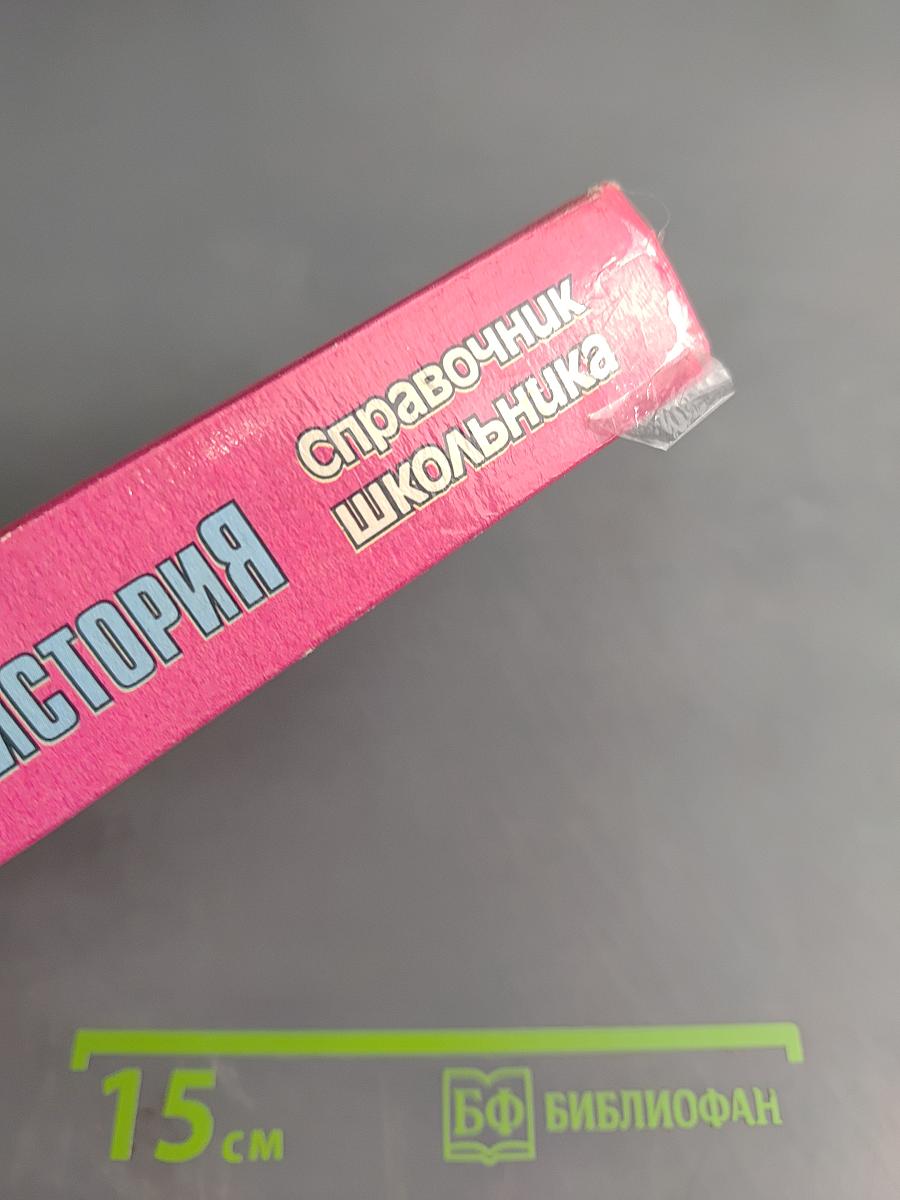 Справочник
школьника
ИСТОРИЯ
15 см
БФ БИБЛИОФАН